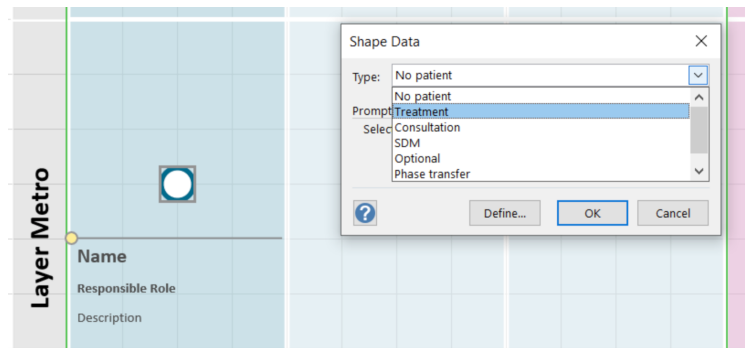 Layer Metro
Name
Responsible Role
Description
Shape Data
Type: No patient
No patient
Prompt Treatment
Selec Consultation
SDM
Optional
Phase transfer
Define... OK Cancel